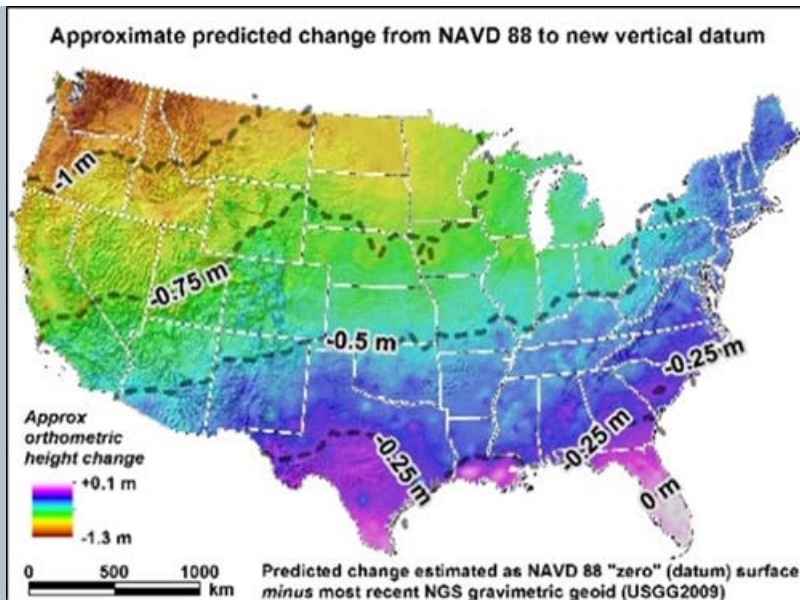 Approximate predicted change from NAVD 88 to new vertical datum
-1 m
-0.75 m
-0.5 m
-0.25 m
-0.25 m
-0.25 m
0 m
Approx
orthometric
height change
+0.1 m
-1.3 m
0 500 1000
km
Predicted change estimated as NAVD 88 "zero" (datum) surface
minus most recent NGS gravimetric geoid (USGG2009)